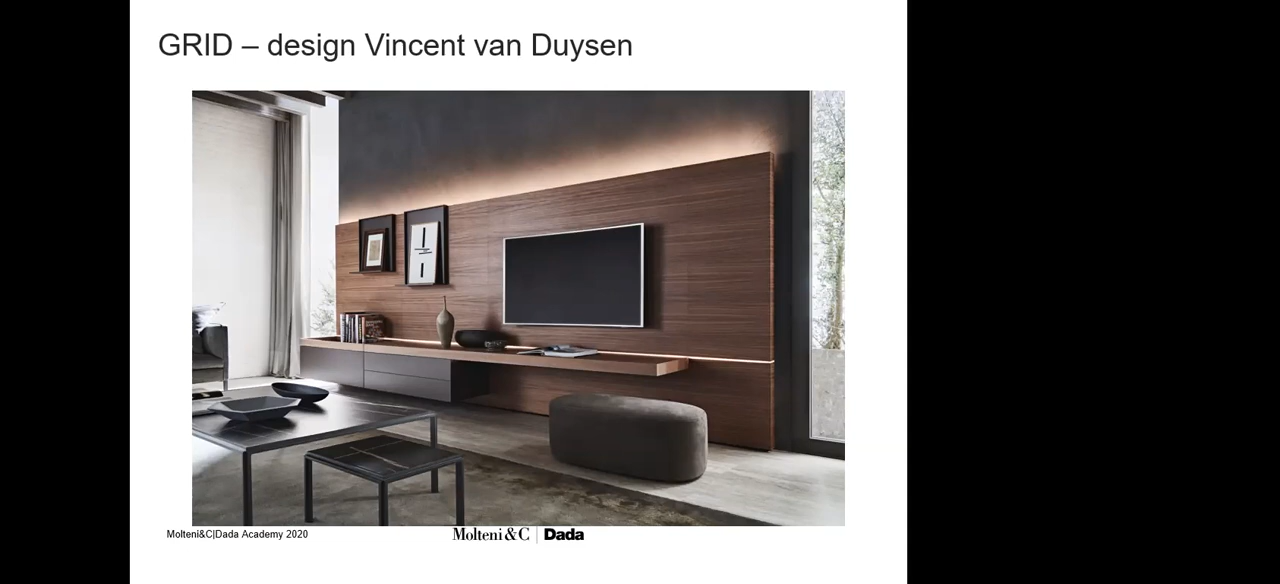 GRID – design Vincent van Duysen
Molteni&C|Dada Academy 2020
Molteni&C | Dada